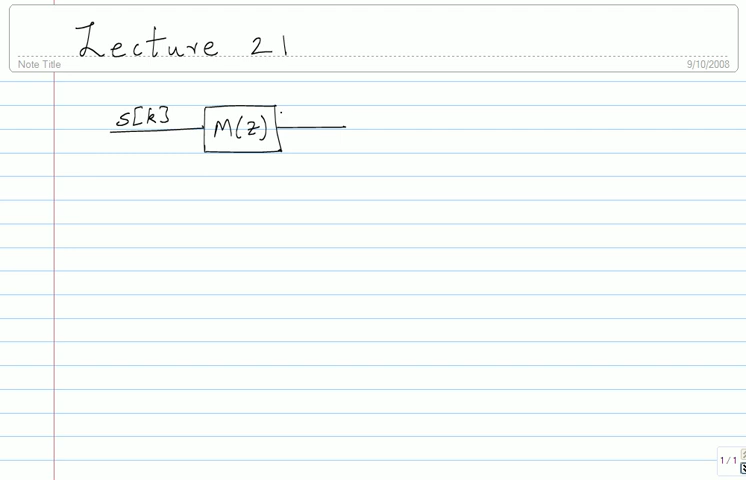 Lecture 21
Note Title
9/10/2008
s[k]
M(z)
1/1